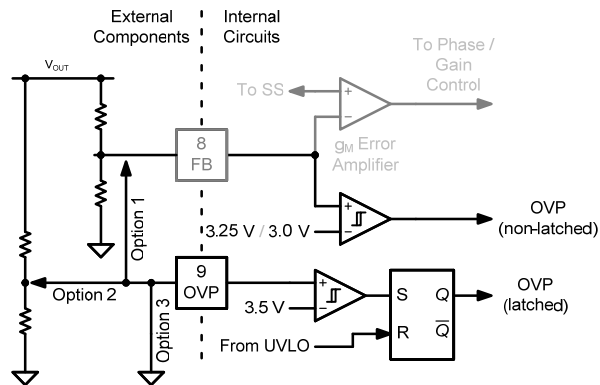 External
Components
Internal
Circuits
VOUT
To SS
To Phase /
Gain
Control
+
−
8
FB
gM Error
Amplifier
Option 1
+
−
3.25 V / 3.0 V
OVP
(non-latched)
9
OVP
Option 2
Option 3
+
−
3.5 V
S
Q
R
Q
OVP
(latched)
From UVLO